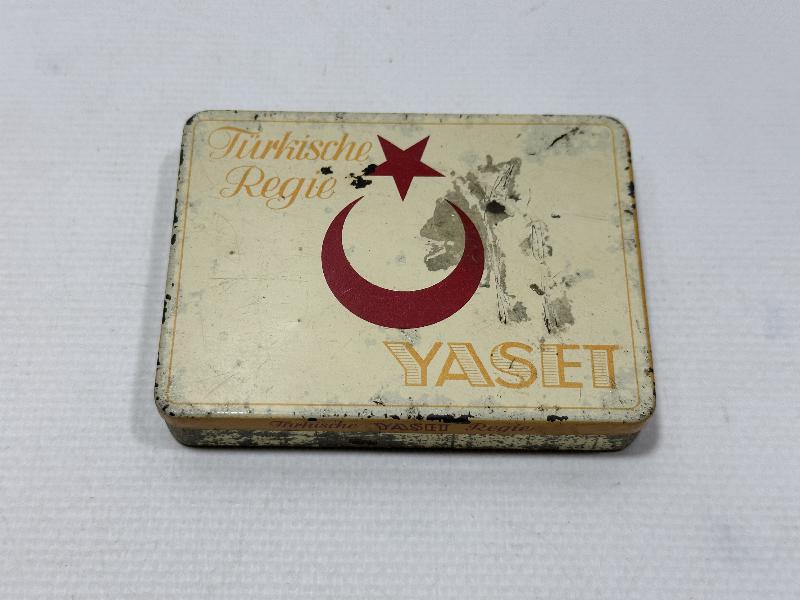 Türkische
Regie
YASET
Türkische YASET Regie